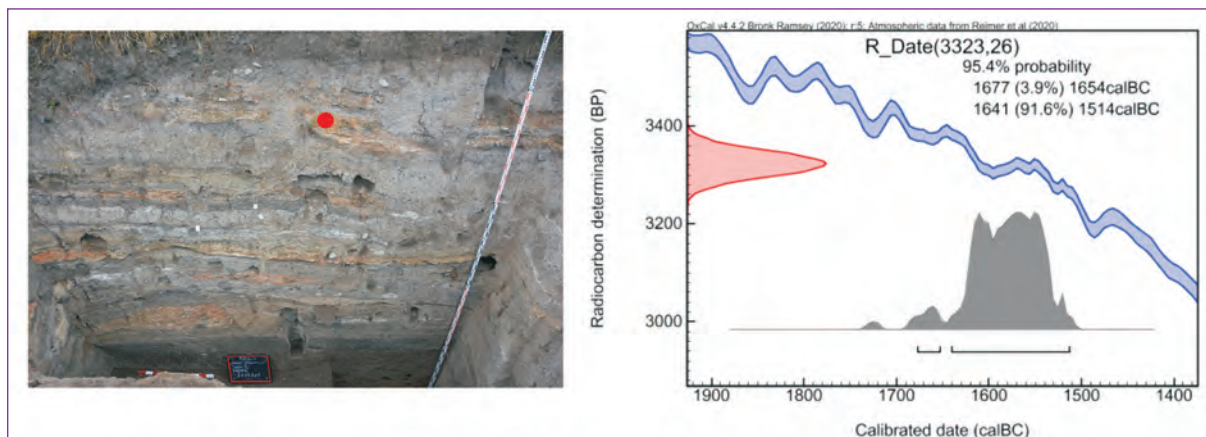 OxCal v4.4.2 Bronk Ramsey (2020); r:5; Atmospheric data from Reimer et al (2020)
R_Date(3323,26)
95.4% probability
1677 (3.9%) 1654calBC
1641 (91.6%) 1514calBC
Radiocarbon determination (BP)
3400
3200
3000
1900 1800 1700 1600 1500 1400
Calibrated date (calBC)